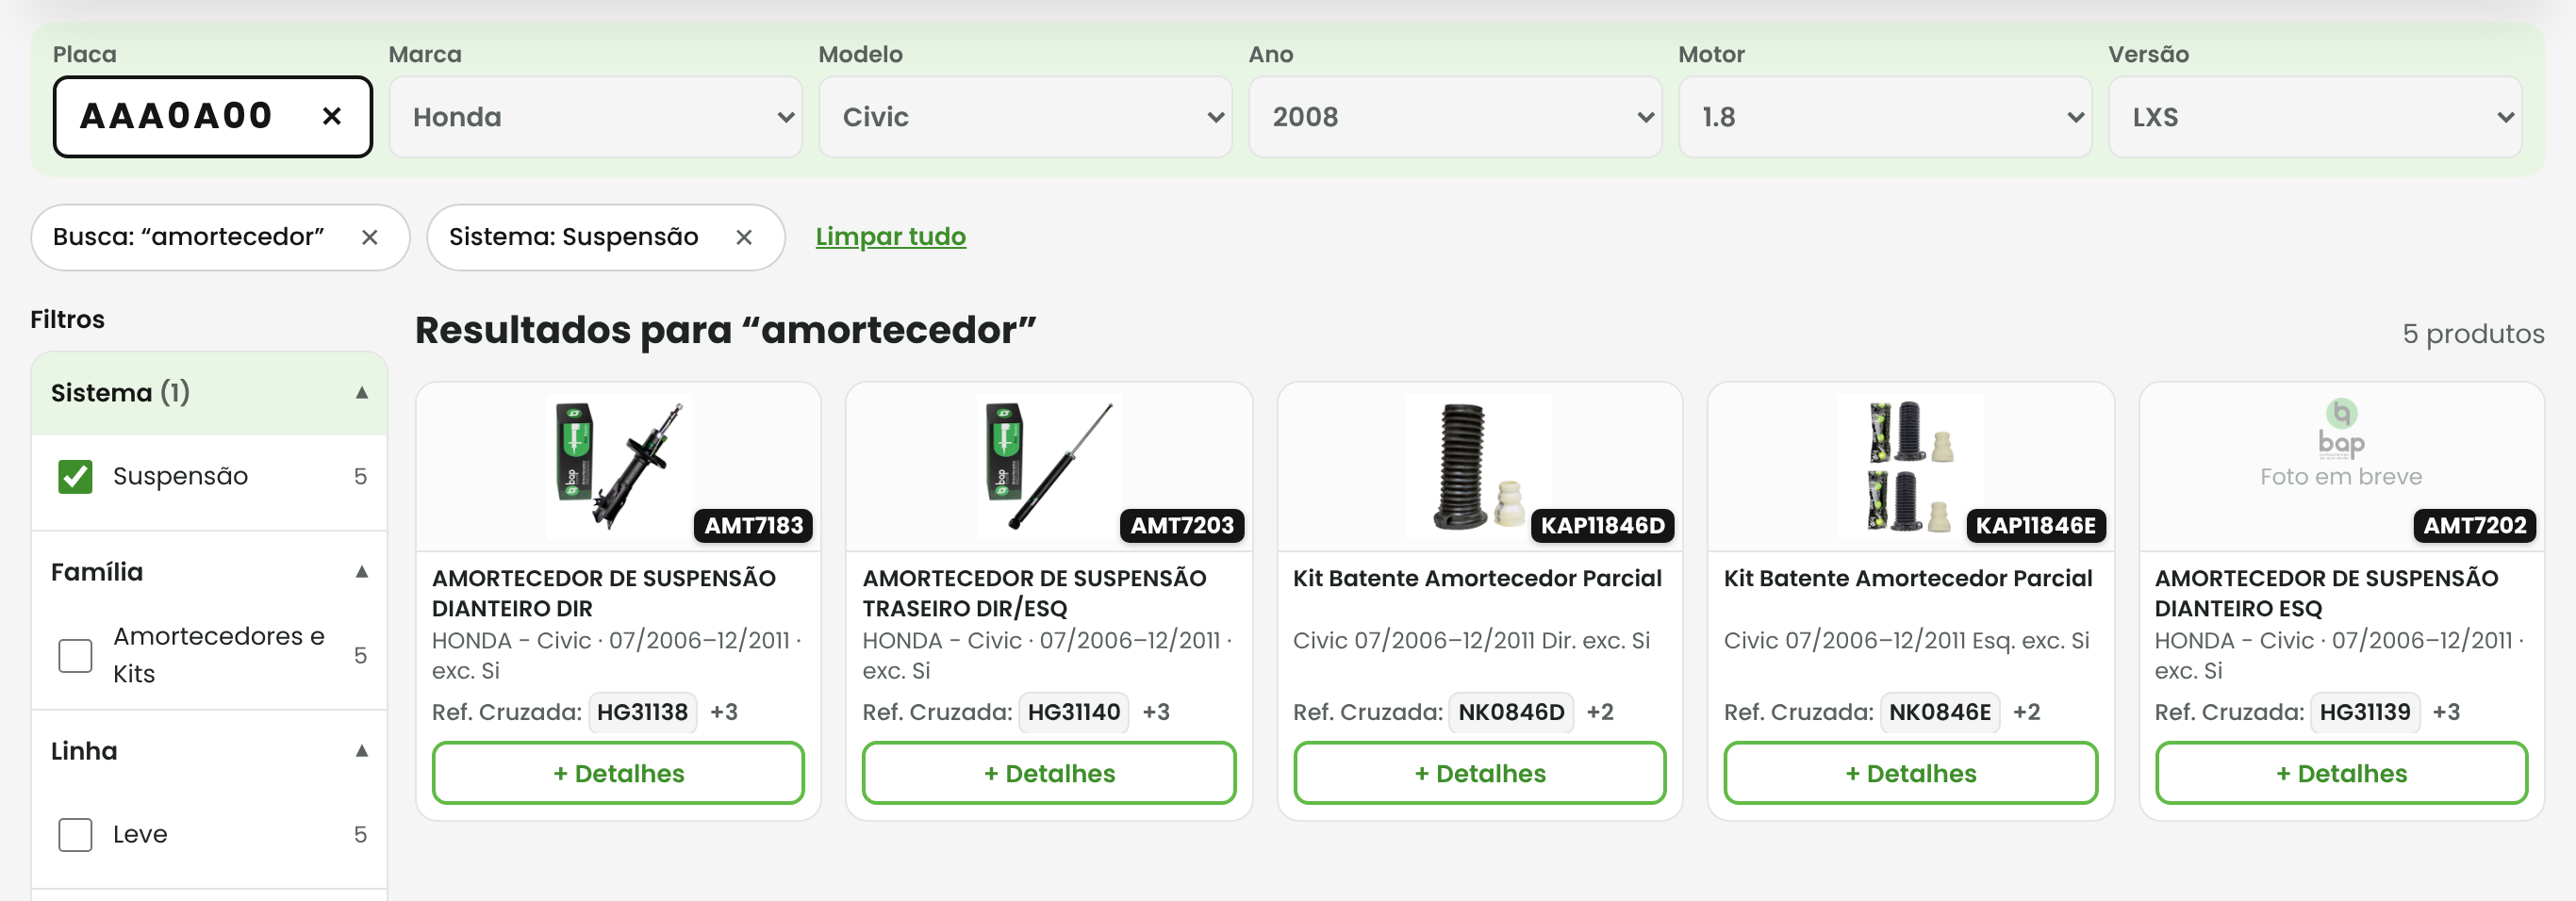 Placa
Marca
Modelo
Ano
Motor
Versão
AAA0A00 ×
Honda
Civic
2008
1.8
LXS
Busca: “amortecedor” ×
Sistema: Suspensão ×
Limpar tudo
Filtros
Sistema (1) ▲
Suspensão 5
Família ▲
Amortecedores e
Kits
5
Linha ▲
Leve 5
Resultados para “amortecedor”
5 produtos
bap
AMT7183
AMORTECEDOR DE SUSPENSÃO
DIANTEIRO DIR
HONDA - Civic · 07/2006–12/2011 ·
exc. Si
Ref. Cruzada: HG31138 +3
+ Detalhes
bap
AMT7203
AMORTECEDOR DE SUSPENSÃO
TRASEIRO DIR/ESQ
HONDA - Civic · 07/2006–12/2011 ·
exc. Si
Ref. Cruzada: HG31140 +3
+ Detalhes
KAP11846D
Kit Batente Amortecedor Parcial
Civic 07/2006–12/2011 Dir. exc. Si
Ref. Cruzada: NK0846D +2
+ Detalhes
KAP11846E
Kit Batente Amortecedor Parcial
Civic 07/2006–12/2011 Esq. exc. Si
Ref. Cruzada: NK0846E +2
+ Detalhes
bap
Foto em breve
AMT7202
AMORTECEDOR DE SUSPENSÃO
DIANTEIRO ESQ
HONDA - Civic · 07/2006–12/2011 ·
exc. Si
Ref. Cruzada: HG31139 +3
+ Detalhes